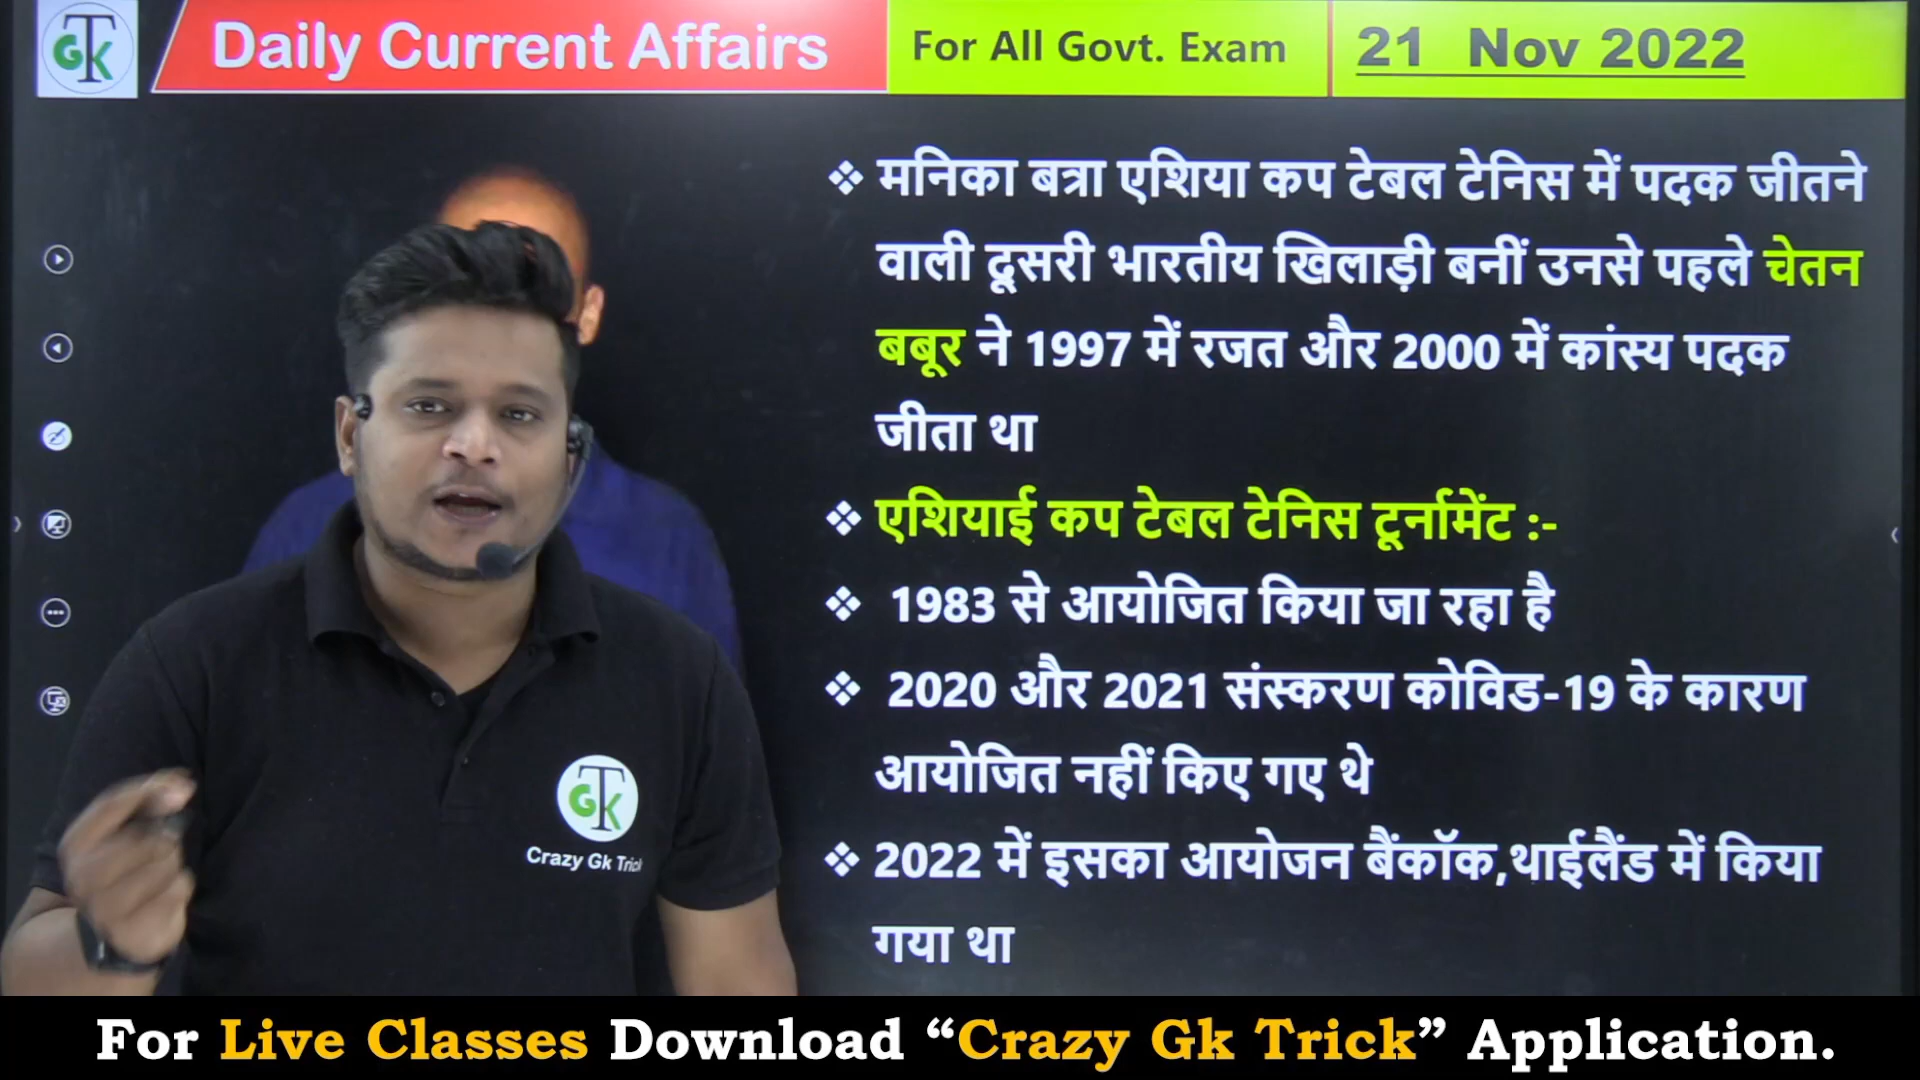 TGK
Daily Current Affairs
For All Govt. Exam
21 Nov 2022
❖ मनिका बत्रा एशिया कप टेबल टेनिस में पदक जीतने
वाली दूसरी भारतीय खिलाड़ी बनीं उनसे पहले चेतन
बबूर ने 1997 में रजत और 2000 में कांस्य पदक
जीता था
❖ एशियाई कप टेबल टेनिस टूर्नामेंट :-
❖ 1983 से आयोजित किया जा रहा है
❖ 2020 और 2021 संस्करण कोविड-19 के कारण
आयोजित नहीं किए गए थे
❖ 2022 में इसका आयोजन बैंकॉक,थाईलैंड में किया
गया था
TGK
Crazy Gk Trick
For Live Classes Download “Crazy Gk Trick” Application.